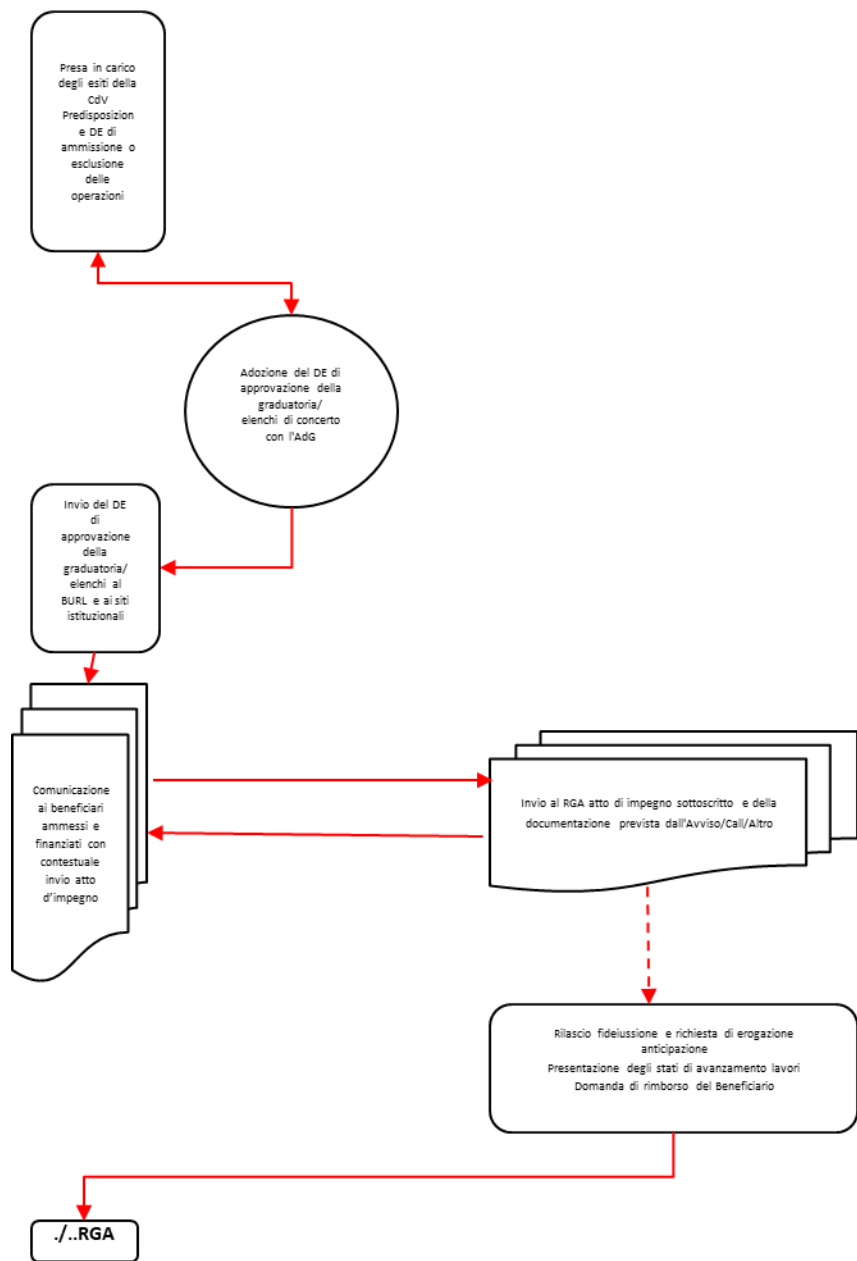 Presa in carico
degli esiti della
CdV
Predisposizion
e DE di
ammissione o
esclusione
delle
operazioni
Adozione del DE di
approvazione della
graduatoria/
elenchi di concerto
con l'AdG
Invio del DE
di
approvazione
della
graduatoria/
elenchi al
BURL e ai siti
istituzionali
Comunicazione
ai beneficiari
ammessi e
finanziati con
contestuale
invio atto
d’impegno
Invio al RGA atto di impegno sottoscritto e della
documentazione prevista dall'Avviso/Call/Altro
Rilascio fideiussione e richiesta di erogazione
anticipazione
Presentazione degli stati di avanzamento lavori
Domanda di rimborso del Beneficiario
./..RGA